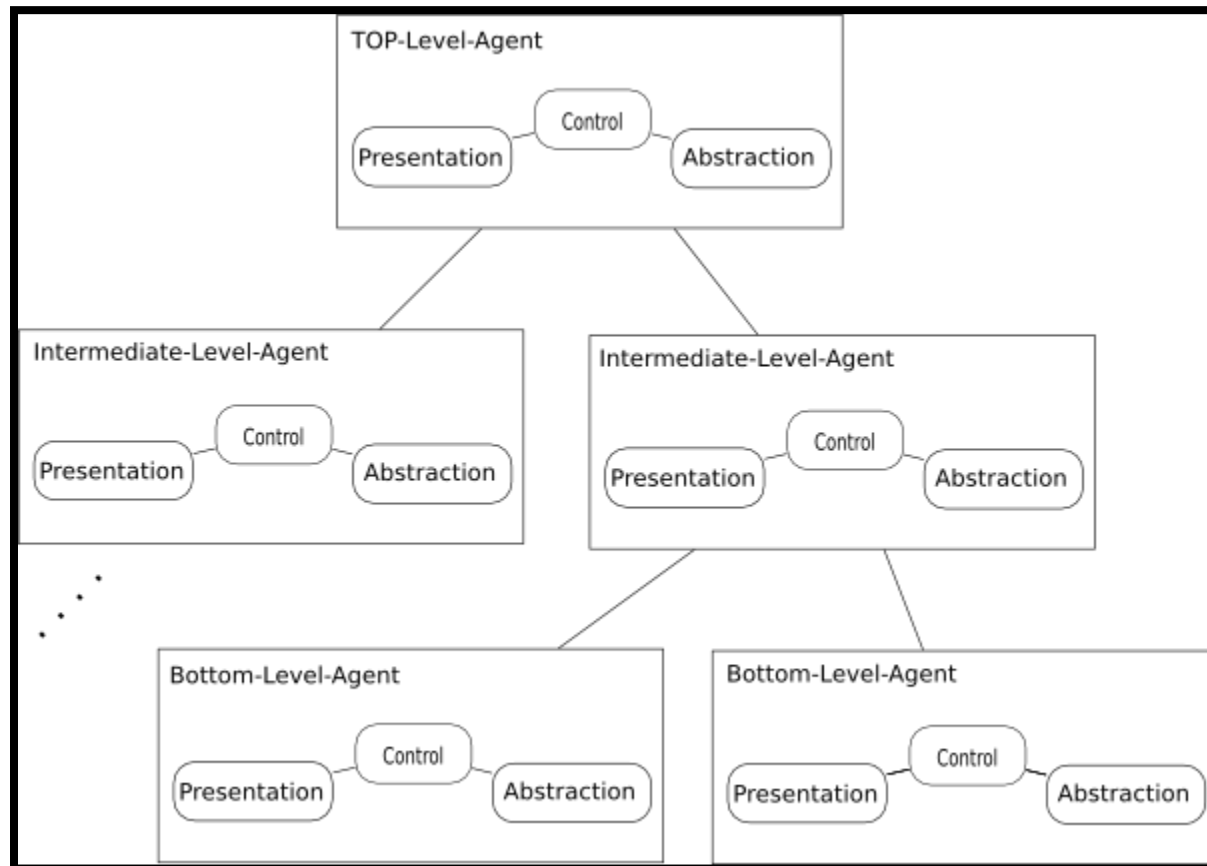 TOP-Level-Agent
Control
Presentation
Abstraction
Intermediate-Level-Agent
Control
Presentation
Abstraction
Intermediate-Level-Agent
Control
Presentation
Abstraction
Bottom-Level-Agent
Control
Presentation
Abstraction
Bottom-Level-Agent
Control
Presentation
Abstraction